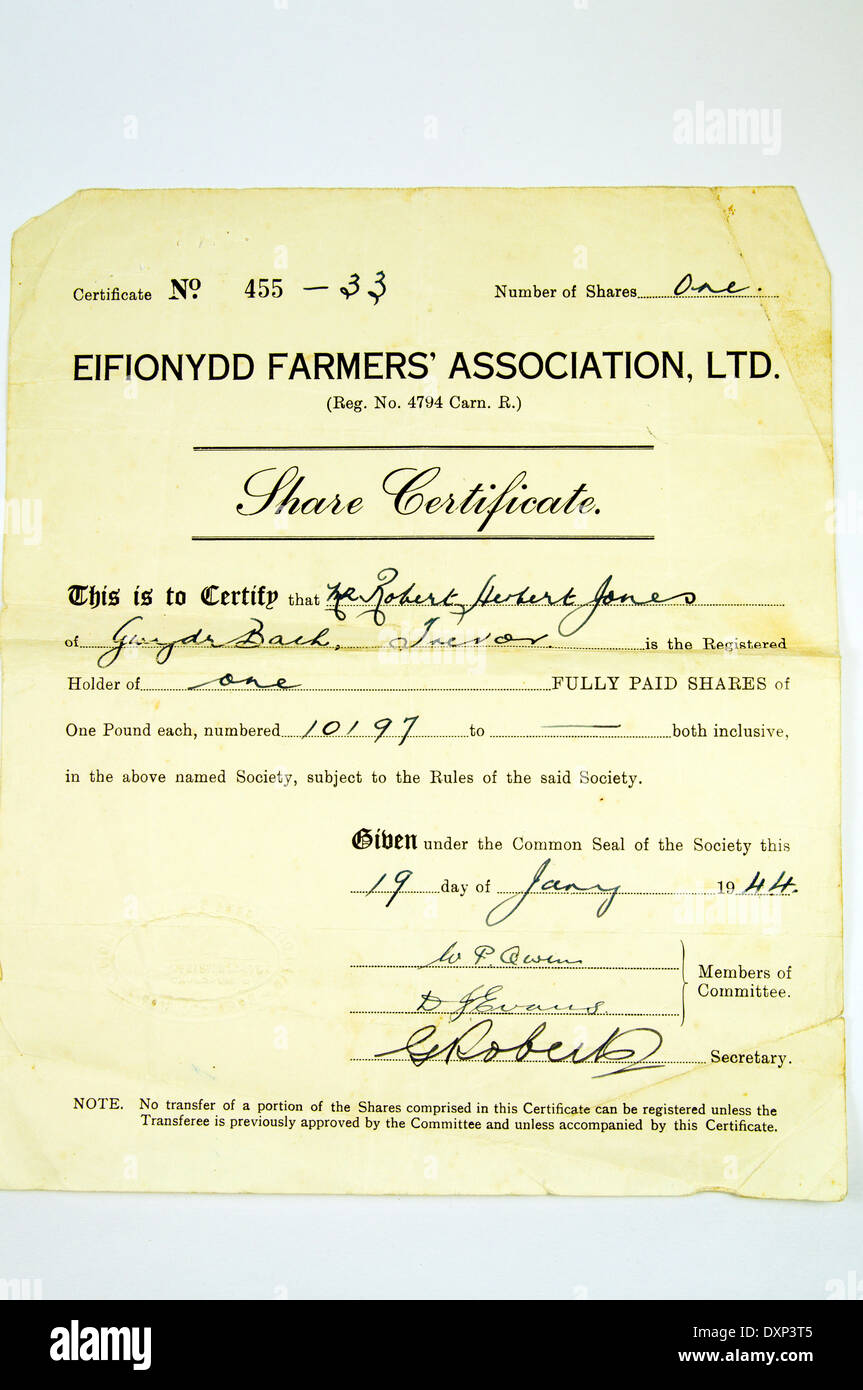 Certificate No. 455 – 33 Number of Shares One.
EIFIONYDD FARMERS' ASSOCIATION, LTD.
(Reg. No. 4794 Carn. R.)
Share Certificate.
This is to Certify that Mr Robert Herbert Jones
of Gwydr Bach, Trevor. is the Registered
Holder of one FULLY PAID SHARES of
One Pound each, numbered 10197 to — both inclusive,
in the above named Society, subject to the Rules of the said Society.
Given under the Common Seal of the Society this
19 day of Jany 1944.
W P. Owen
D J Evans.
Members of
Committee.
G Roberts Secretary.
NOTE. No transfer of a portion of the Shares comprised in this Certificate can be registered unless the
Transferee is previously approved by the Committee and unless accompanied by this Certificate.
alamy
Image ID: DXP3T5
www.alamy.com